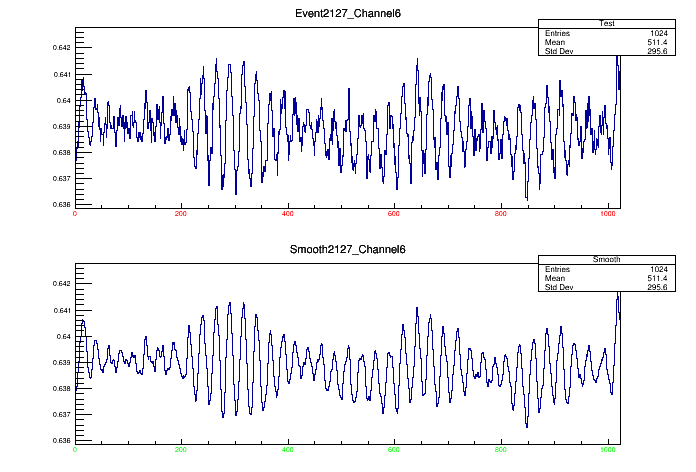 Event2127_Channel6
Test
Entries 1024
Mean 511.4
Std Dev 295.6
0.642
0.641
0.64
0.639
0.638
0.637
0.636
0 200 400 600 800 1000
Smooth2127_Channel6
Smooth
Entries 1024
Mean 511.4
Std Dev 295.6
0.642
0.641
0.64
0.639
0.638
0.637
0.636
0 200 400 600 800 1000